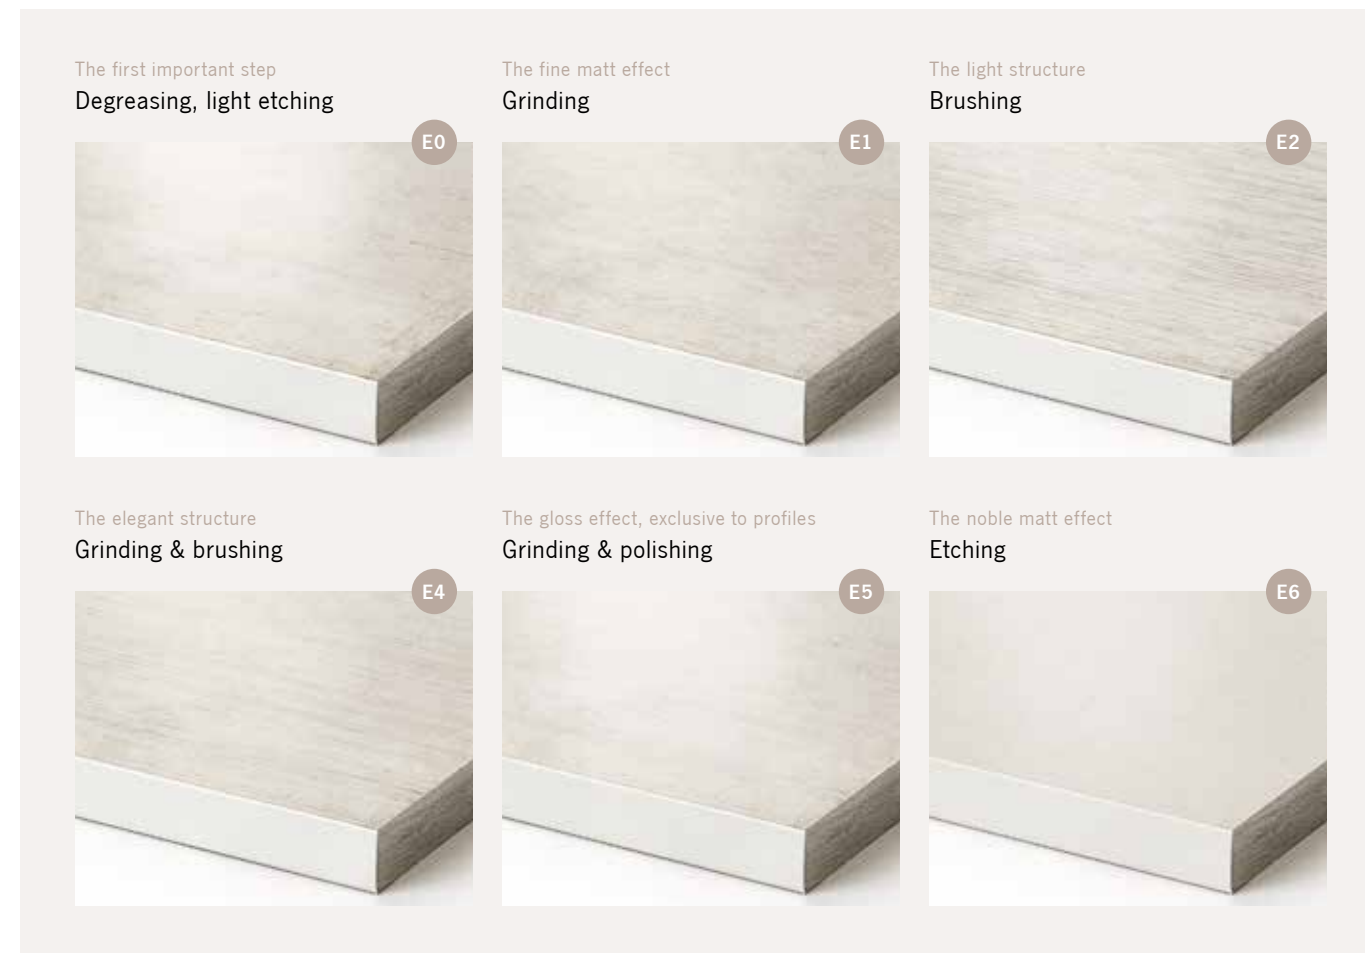 The first important step
Degreasing, light etching
E0
The fine matt effect
Grinding
E1
The light structure
Brushing
E2
The elegant structure
Grinding & brushing
E4
The gloss effect, exclusive to profiles
Grinding & polishing
E5
The noble matt effect
Etching
E6